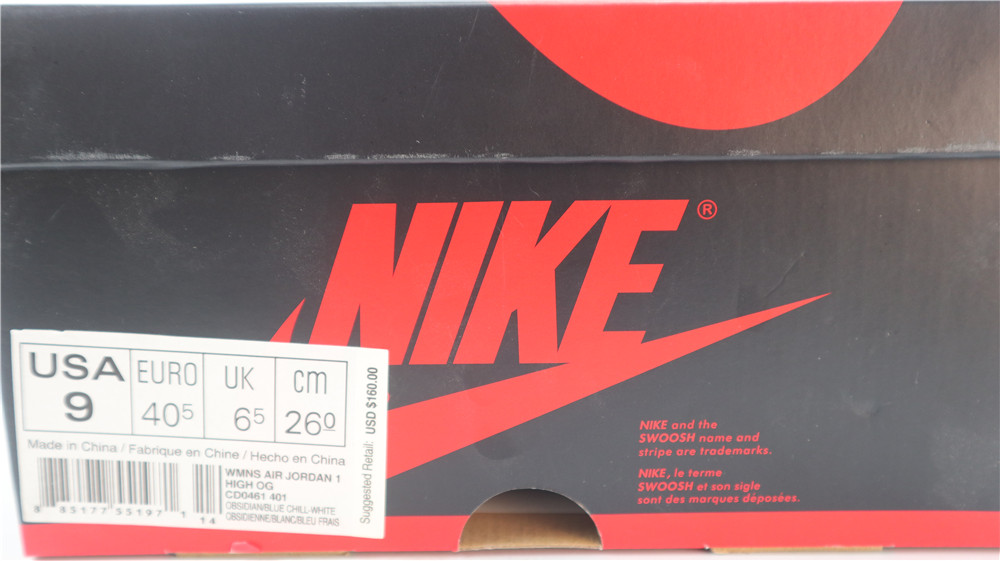 NIKE®
NIKE and the
SWOOSH name and
stripe are trademarks.
NIKE, le terme
SWOOSH et son sigle
sont des marques déposées.
USA EURO UK cm
9 405 65 260
Made in China / Fabrique en Chine / Hecho en China
WMNS AIR JORDAN 1
HIGH OG
CD0461 401
OBSIDIAN/BLUE CHILL-WHITE
OBSIDIENNE/BLANC/BLEU FRAIS
8 85177 55197 1 14
Suggested Retail: USD $160.00